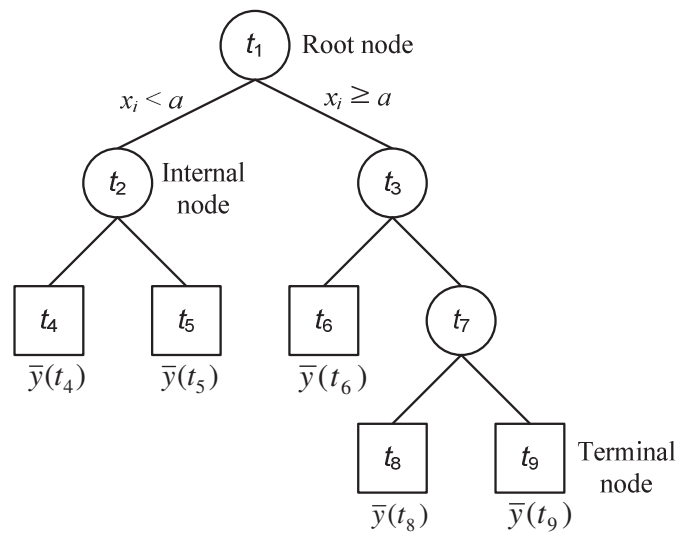 t₁ Root node
xᵢ < a xᵢ ≥ a
t₂ Internal node t₃
t₄ t₅ t₆ t₇
y̅(t₄) y̅(t₅) y̅(t₆)
t₈ t₉ Terminal node
y̅(t₈) y̅(t₉)